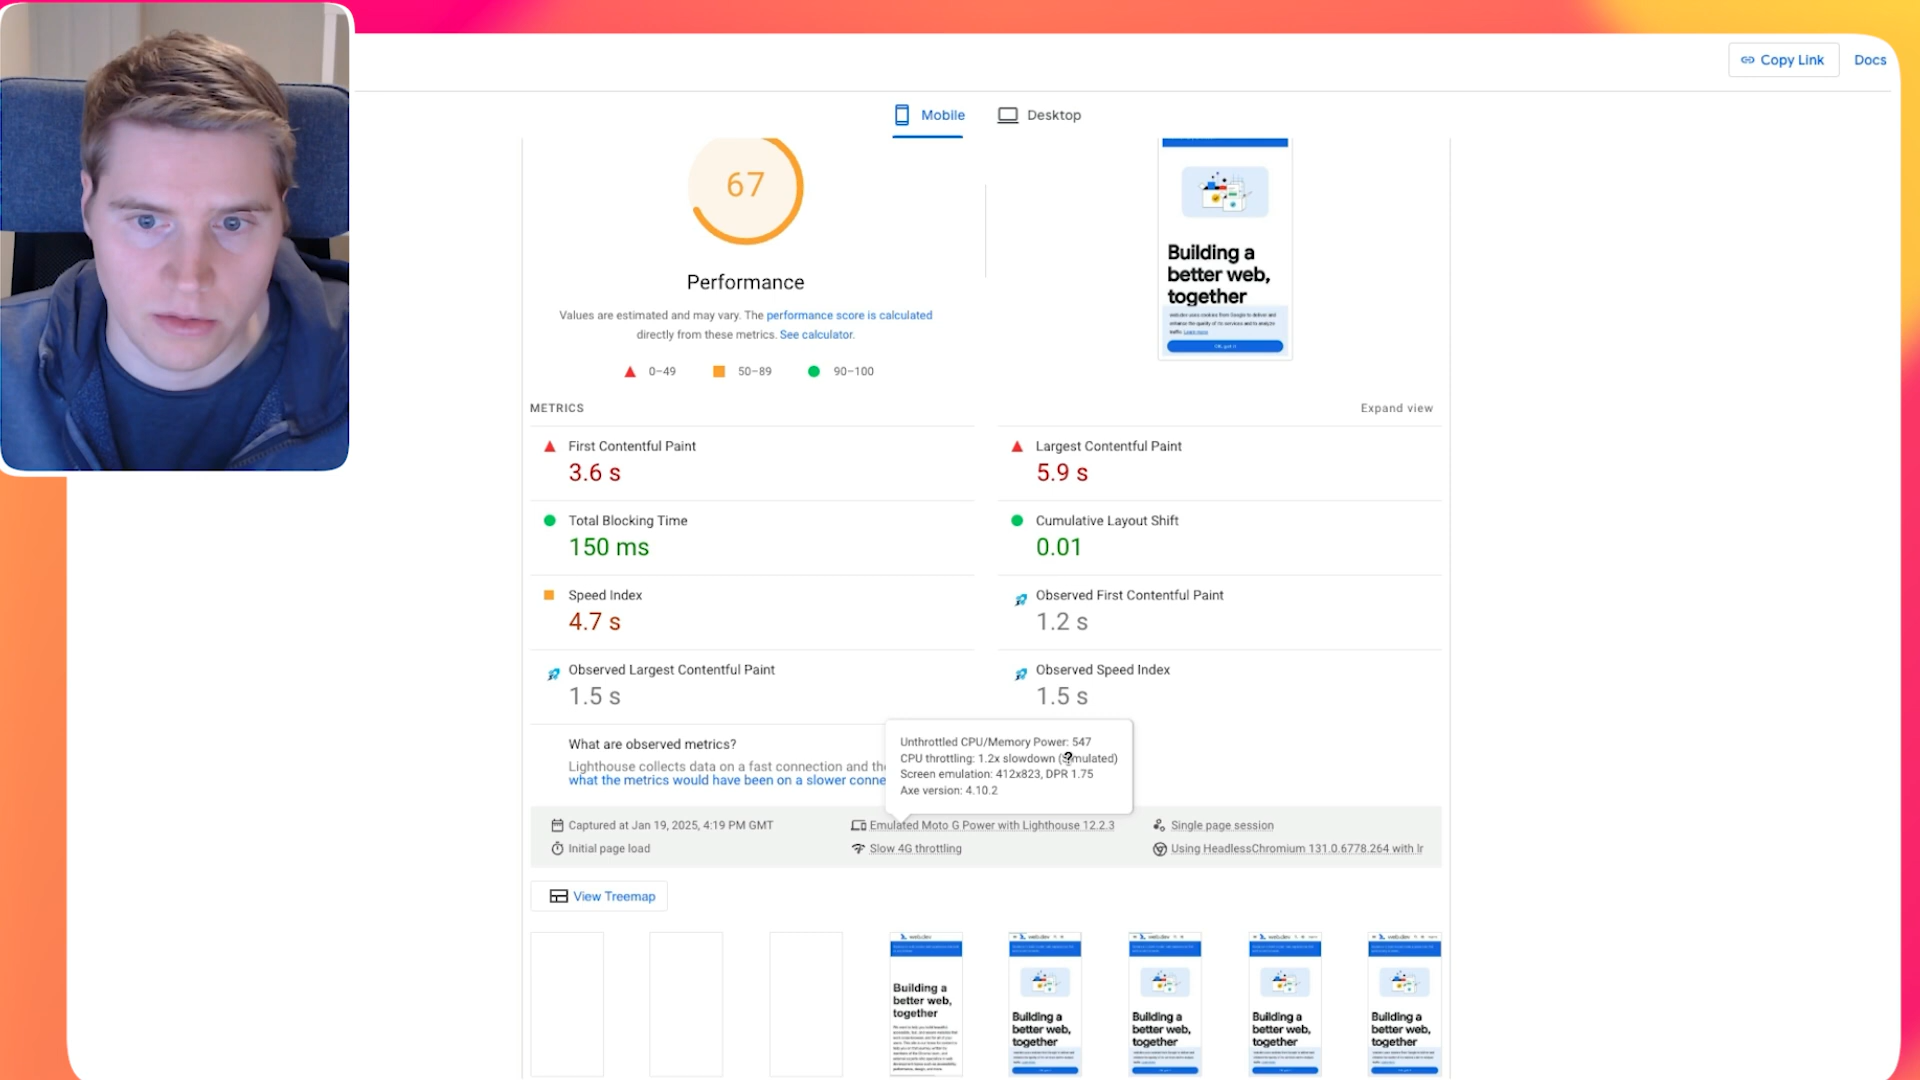 Copy Link
Docs
Mobile
Desktop
67
Performance
Values are estimated and may vary. The performance score is calculated
directly from these metrics. See calculator.
0–49
50–89
90–100
Building a
better web,
together
METRICS
Expand view
First Contentful Paint
3.6 s
Largest Contentful Paint
5.9 s
Total Blocking Time
150 ms
Cumulative Layout Shift
0.01
Speed Index
4.7 s
Observed First Contentful Paint
1.2 s
Observed Largest Contentful Paint
1.5 s
Observed Speed Index
1.5 s
What are observed metrics?
Lighthouse collects data on a fast connection and the
what the metrics would have been on a slower conne
Unthrottled CPU/Memory Power: 547
CPU throttling: 1.2x slowdown (Simulated)
Screen emulation: 412x823, DPR 1.75
Axe version: 4.10.2
Captured at Jan 19, 2025, 4:19 PM GMT
Emulated Moto G Power with Lighthouse 12.2.3
Single page session
Initial page load
Slow 4G throttling
Using HeadlessChromium 131.0.6778.264 with lr
View Treemap
Building a
better web,
together
Building a
better web,
together
Building a
better web,
together
Building a
better web,
together
Building a
better web,
together